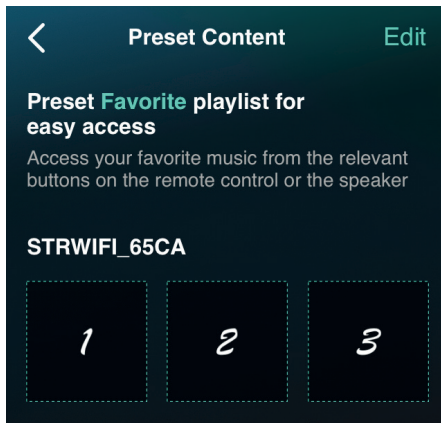 Preset Content
Edit
Preset Favorite playlist for
easy access
Access your favorite music from the relevant
buttons on the remote control or the speaker
STRWIFI_65CA
1
2
3